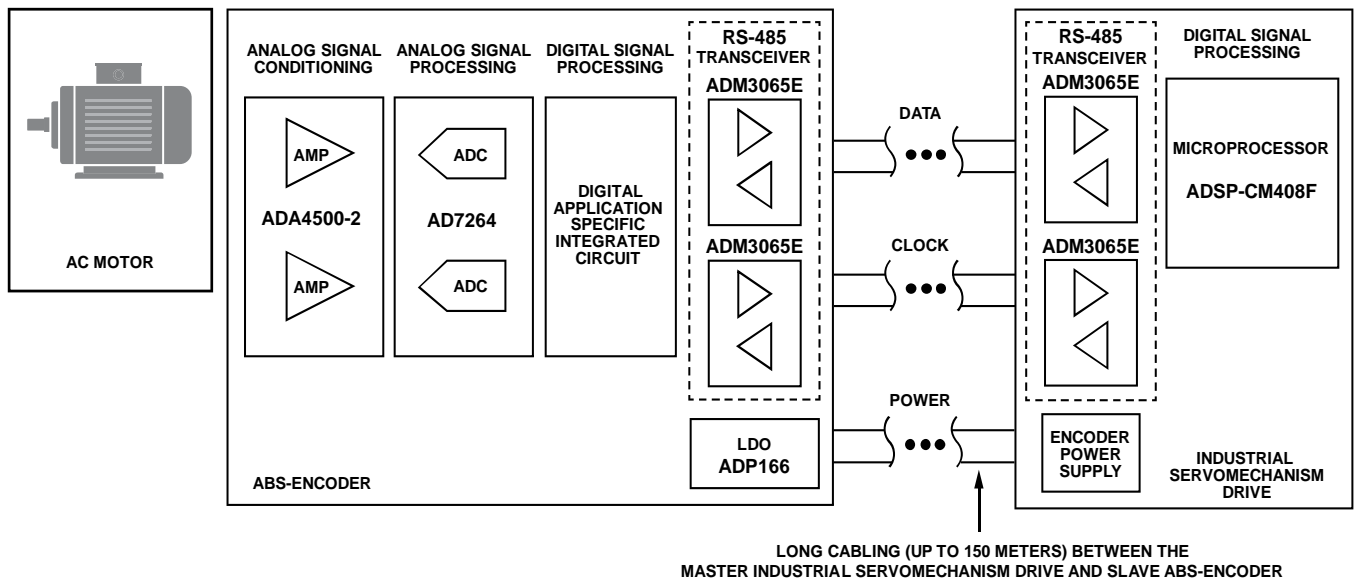 AC MOTOR
ANALOG SIGNAL
CONDITIONING
AMP
ADA4500-2
AMP
ANALOG SIGNAL
PROCESSING
ADC
AD7264
ADC
DIGITAL SIGNAL
PROCESSING
DIGITAL
APPLICATION
SPECIFIC
INTEGRATED
CIRCUIT
RS-485
TRANSCEIVER
ADM3065E
ADM3065E
LDO
ADP166
ABS-ENCODER
DATA
CLOCK
POWER
RS-485
TRANSCEIVER
ADM3065E
ADM3065E
ENCODER
POWER
SUPPLY
DIGITAL SIGNAL
PROCESSING
MICROPROCESSOR
ADSP-CM408F
INDUSTRIAL
SERVOMECHANISM
DRIVE
LONG CABLING (UP TO 150 METERS) BETWEEN THE
MASTER INDUSTRIAL SERVOMECHANISM DRIVE AND SLAVE ABS-ENCODER